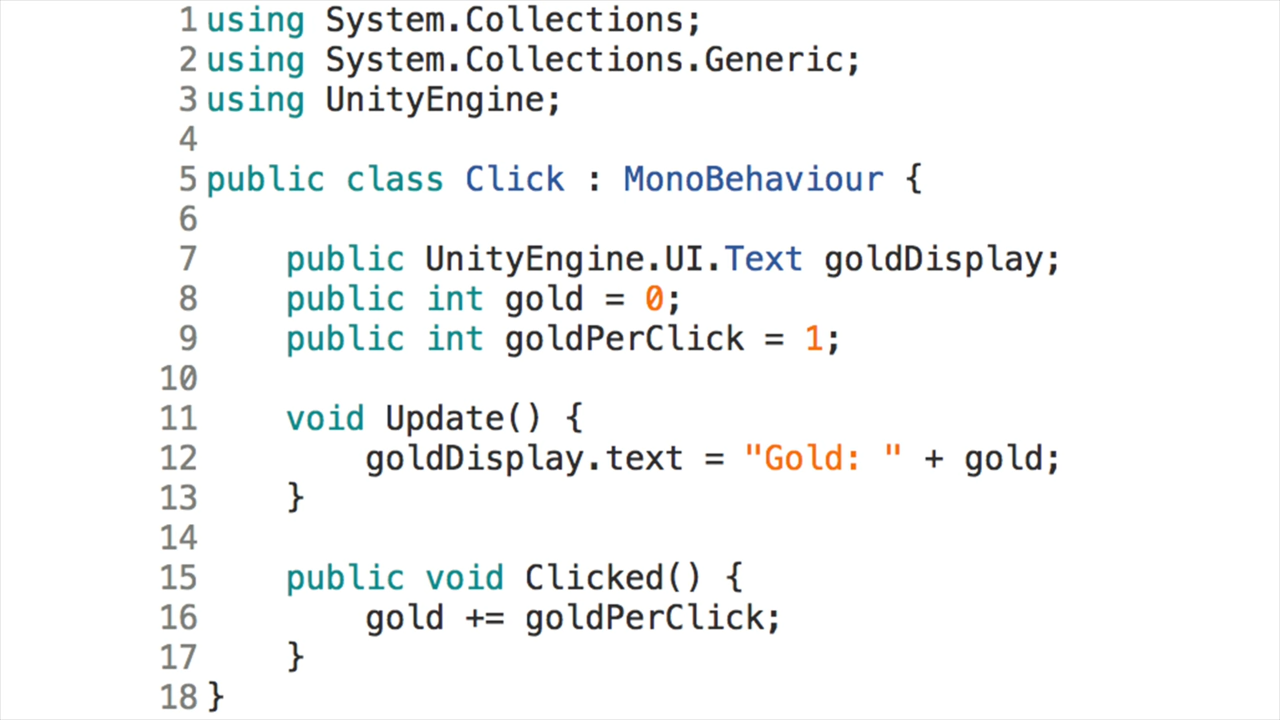 1 using System.Collections;
2 using System.Collections.Generic;
3 using UnityEngine;
4
5 public class Click : MonoBehaviour {
6
7     public UnityEngine.UI.Text goldDisplay;
8     public int gold = 0;
9     public int goldPerClick = 1;
10
11     void Update() {
12         goldDisplay.text = "Gold: " + gold;
13     }
14
15     public void Clicked() {
16         gold += goldPerClick;
17     }
18 }